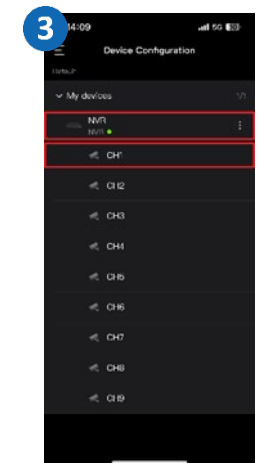 3
14:09
5G
Device Configuration
Default
My devices
1/1
NVR
NVR
CH1
CH2
CH3
CH4
CH5
CH6
CH7
CH8
CH9